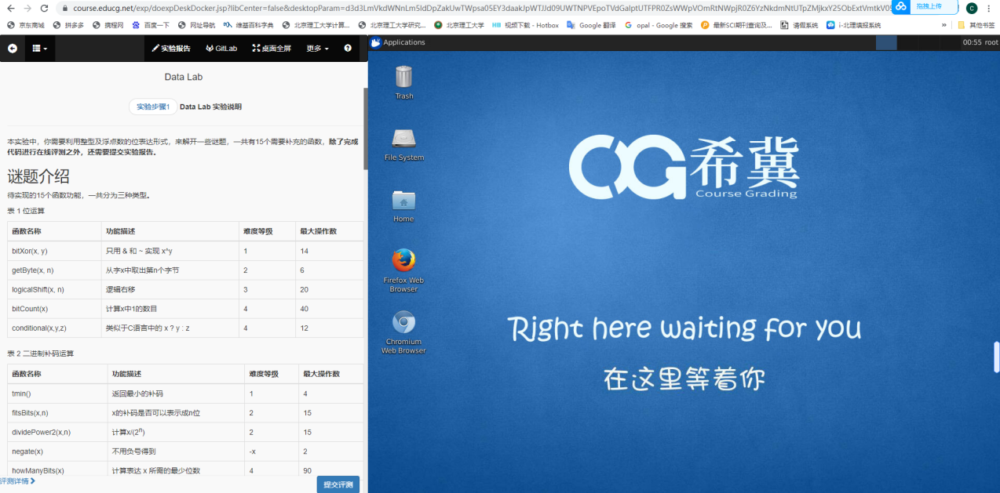 course.educg.net/exp/doexpDeskDocker.jsp?libCenter=false&desktopParam=
拖拽上传
C
京东商城 拼多多 携程网 百度一下 网址导航 维基百科字典 北京理工大学计算... 北京理工大学研究... 北京理工大学 视频下载 - Hotbox Google 翻译 opal - Google 搜索 最新SCI期刊查询及... 请假系统 i-北理填报系统 » 其他书签
实验报告 GitLab 桌面全屏 更多
Applications 00:55 root
Data Lab
实验步骤1 Data Lab 实验说明
本实验中，你需要利用整型及浮点数的位表达形式，来解开一些谜题，一共有15个需要补充的函数，除了完成
代码进行在线评测之外，还需要提交实验报告。
谜题介绍
待实现的15个函数功能，一共分为三种类型。
表 1 位运算
函数名称 功能描述 难度等级 最大操作数
bitXor(x, y) 只用 & 和 ~ 实现 x^y 1 14
getByte(x, n) 从字x中取出第n个字节 2 6
logicalShift(x, n) 逻辑右移 3 20
bitCount(x) 计算x中1的数目 4 40
conditional(x,y,z) 类似于C语言中的 x ? y : z 4 12
表 2 二进制补码运算
函数名称 功能描述 难度等级 最大操作数
tmin() 返回最小的补码 1 4
fitsBits(x,n) x的补码是否可以表示成n位 2 15
dividePower2(x,n) 计算x/(2^n) 2 15
negate(x) 不用负号得到 -x 2
howManyBits(x) 计算表达 x 所需的最少位数 4 90
评测详情
提交评测
Trash
File System
Home
Firefox Web
Browser
Chromium
Web Browser
CG希冀
Course Grading
Right here waiting for you
在这里等着你